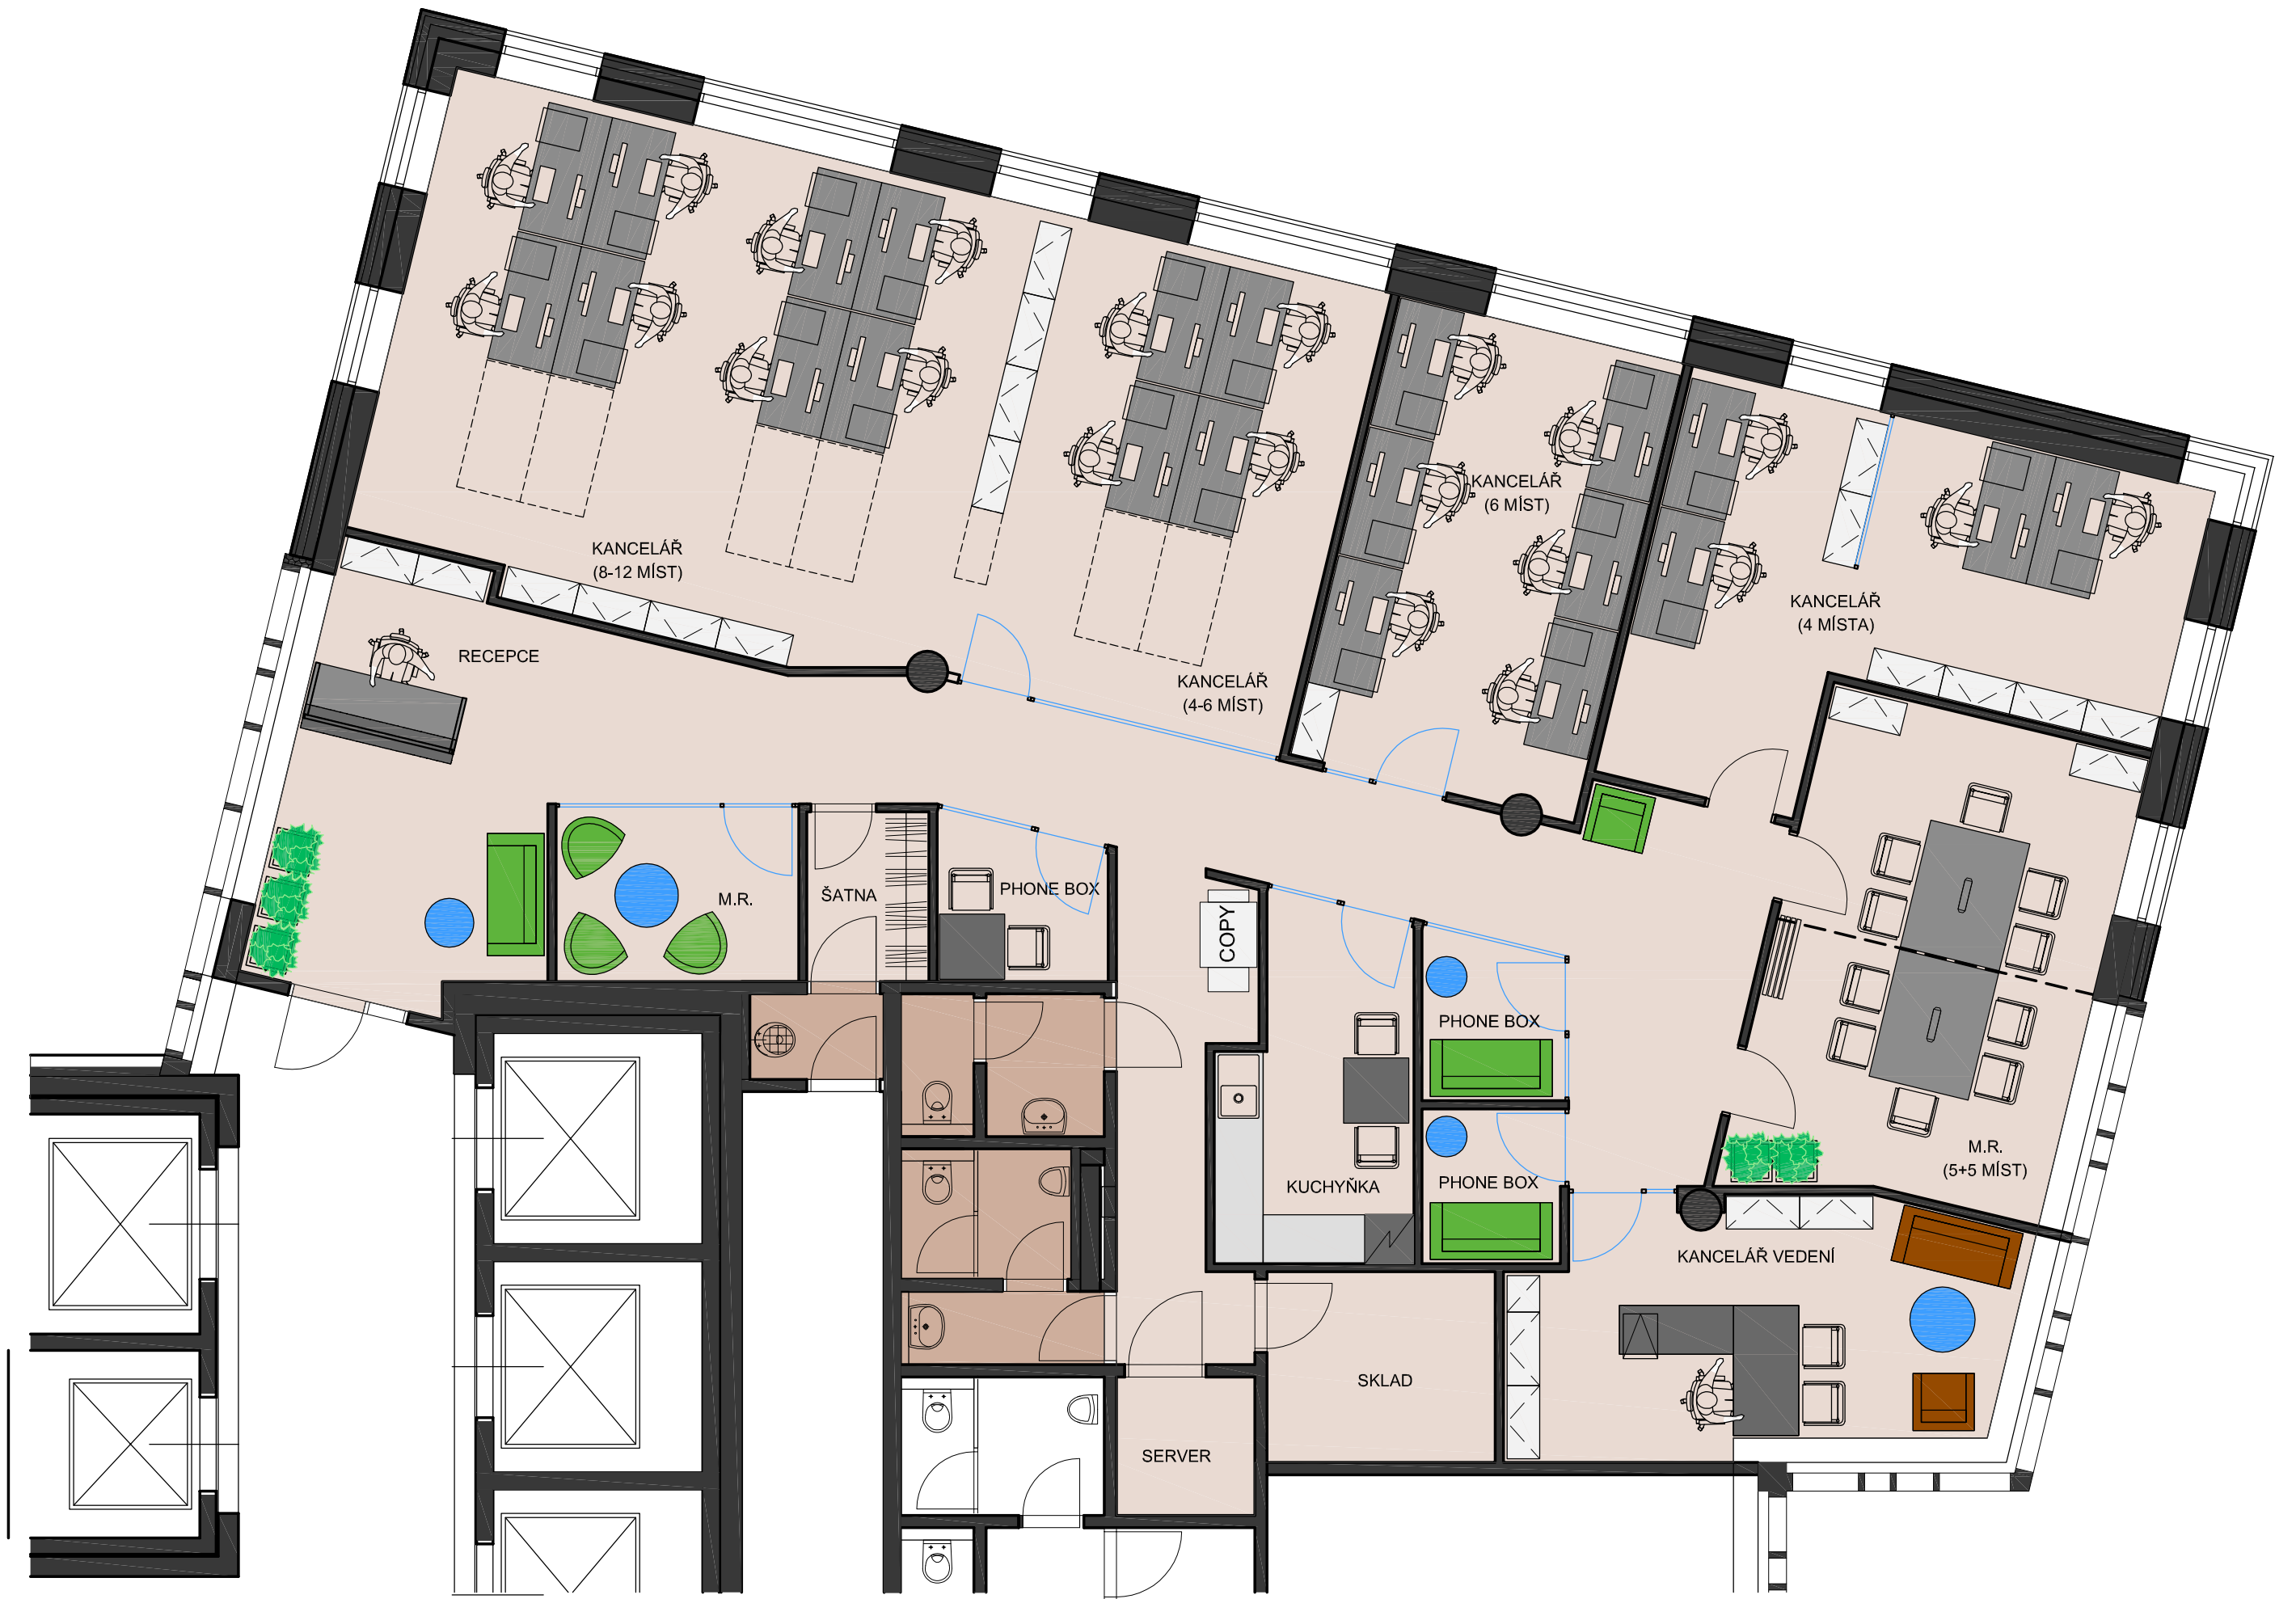 KANCELÁŘ
(8-12 MÍST)
KANCELÁŘ
(6 MÍST)
KANCELÁŘ
(4 MÍSTA)
RECEPCE
KANCELÁŘ
(4-6 MÍST)
M.R.
ŠATNA
PHONE BOX
COPY
PHONE BOX
M.R.
(5+5 MÍST)
PHONE BOX
KUCHYŇKA
KANCELÁŘ VEDENÍ
SKLAD
SERVER